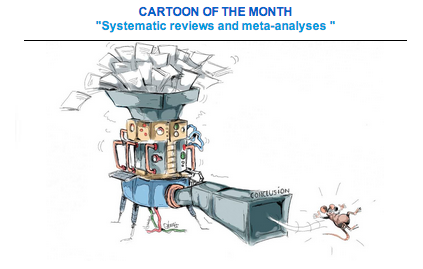 CARTOON OF THE MONTH
"Systematic reviews and meta-analyses "
CONCLUSION